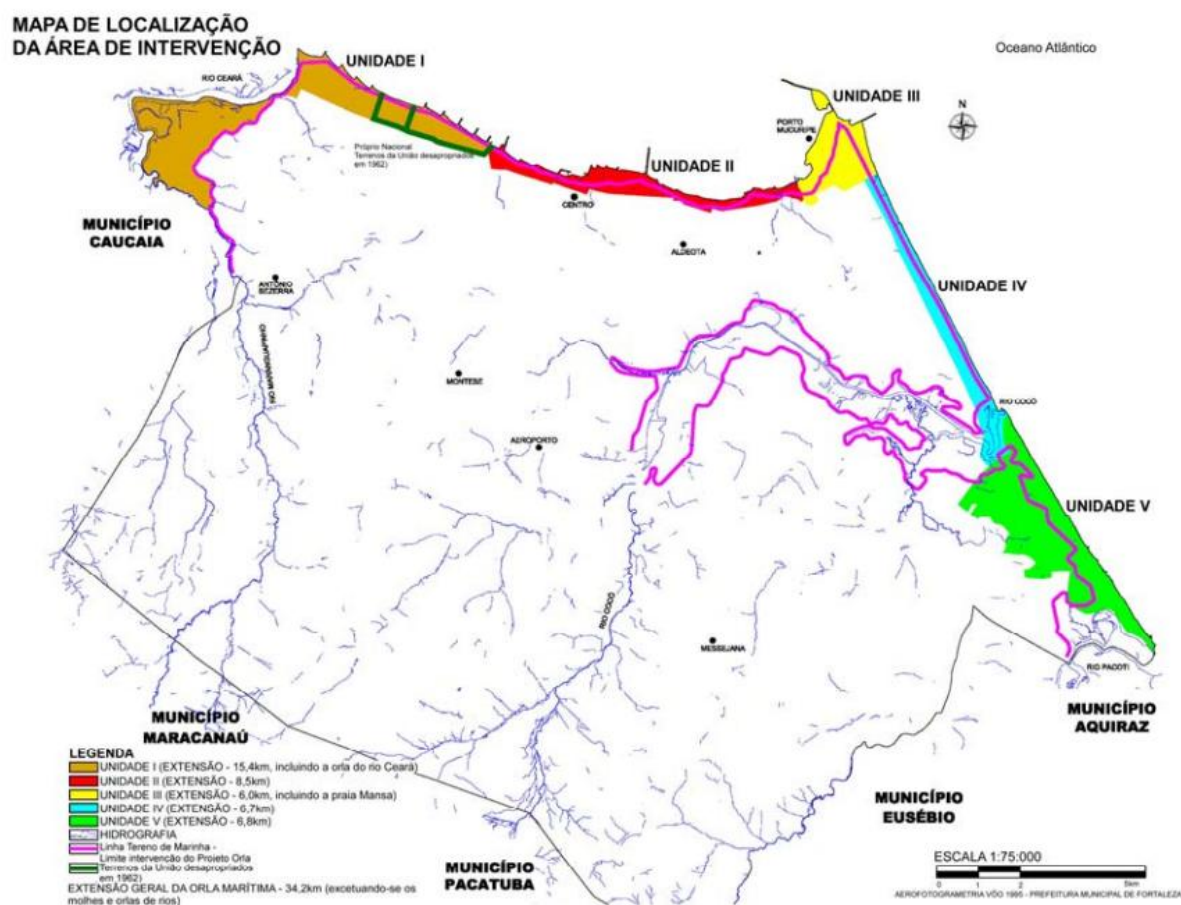 MAPA DE LOCALIZAÇÃO
DA ÁREA DE INTERVENÇÃO
Oceano Atlântico
UNIDADE I
RIO CEARÁ
UNIDADE III
N
PORTO
MUCURIPE
Próprio Nacional
Terrenos da União desapropriados
em 1962)
UNIDADE II
CENTRO
MUNICÍPIO
CAUCAIA
ALDEOTA
ANTÔNIO
BEZERRA
UNIDADE IV
RIO MARANGUAPINHO
MONTESE
RIO COCÓ
AEROPORTO
UNIDADE V
RIO COCÓ
MESSEJANA
RIO PACOTI
MUNICÍPIO
AQUIRAZ
MUNICÍPIO
MARACANAÚ
LEGENDA
UNIDADE I (EXTENSÃO - 15,4km, incluindo a orla do rio Ceará)
UNIDADE II (EXTENSÃO - 8,5km)
UNIDADE III (EXTENSÃO - 6,0km, incluindo a praia Mansa)
UNIDADE IV (EXTENSÃO - 6,7km)
UNIDADE V (EXTENSÃO - 6,8km)
HIDROGRAFIA
Linha Tereno de Marinha -
Limite intervenção do Projeto Orla
Terrenos da União desapropriados
em 1962)
EXTENSÃO GERAL DA ORLA MARÍTIMA - 34,2km (excetuando-se os
molhes e orlas de rios)
MUNICÍPIO
EUSÉBIO
MUNICÍPIO
PACATUBA
ESCALA 1:75:000
0 1 2 5km
AEROFOTOGRAMETRIA VÔO 1995 - PREFEITURA MUNICIPAL DE FORTALEZA